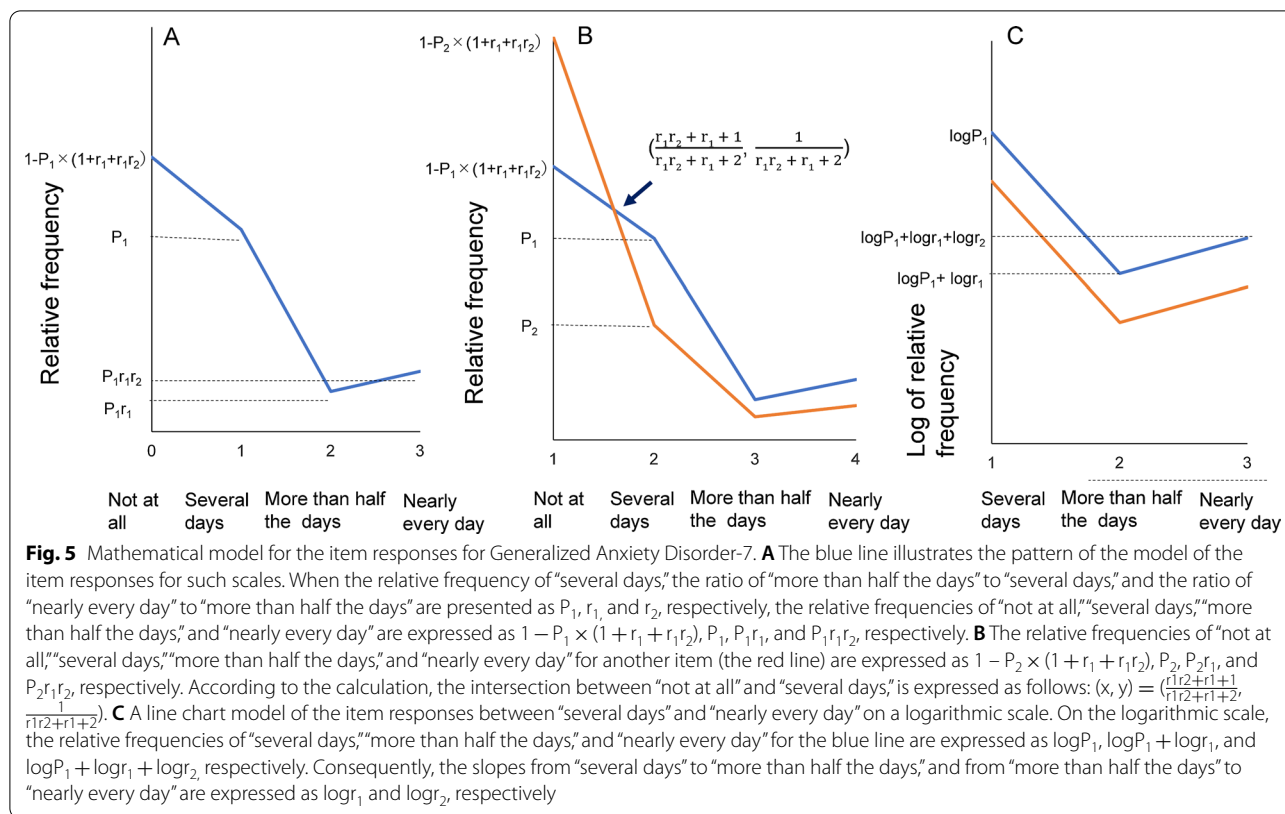 A
1-P₁×(1+r₁+r₁r₂)
P₁
P₁r₁r₂
P₁r₁
Relative frequency
0 1 2 3
Not at all
Several days
More than half the days
Nearly every day
B
1-P₂×(1+r₁+r₁r₂)
1-P₁×(1+r₁+r₁r₂)
P₁
P₂
(r₁r₂ + r₁ + 1 / r₁r₂ + r₁ + 2, 1 / r₁r₂ + r₁ + 2)
Relative frequency
1 2 3 4
Not at all
Several days
More than half the days
Nearly every day
C
logP₁
logP₁+logr₁+logr₂
logP₁+ logr₁
Log of relative frequency
1 2 3
Several days
More than half the days
Nearly every day
Fig. 5 Mathematical model for the item responses for Generalized Anxiety Disorder-7. A The blue line illustrates the pattern of the model of the
item responses for such scales. When the relative frequency of “several days,” the ratio of “more than half the days” to “several days,” and the ratio of
“nearly every day” to “more than half the days” are presented as P₁, r₁, and r₂, respectively, the relative frequencies of “not at all,” “several days,” “more
than half the days,” and “nearly every day” are expressed as 1 − P₁ × (1 + r₁ + r₁r₂), P₁, P₁r₁, and P₁r₁r₂, respectively. B The relative frequencies of “not at
all,” “several days,” “more than half the days,” and “nearly every day” for another item (the red line) are expressed as 1 − P₂ × (1 + r₁ + r₁r₂), P₂, P₂r₁, and
P₂r₁r₂, respectively. According to the calculation, the intersection between “not at all” and “several days,” is expressed as follows: (x, y) = (r1r2+r1+1 / r1r2+r1+2,
1 / r1r2+r1+2). C A line chart model of the item responses between “several days” and “nearly every day” on a logarithmic scale. On the logarithmic scale,
the relative frequencies of “several days,” “more than half the days,” and “nearly every day” for the blue line are expressed as logP₁, logP₁ + logr₁, and
logP₁ + logr₁ + logr₂, respectively. Consequently, the slopes from “several days” to “more than half the days,” and from “more than half the days” to
“nearly every day” are expressed as logr₁ and logr₂, respectively